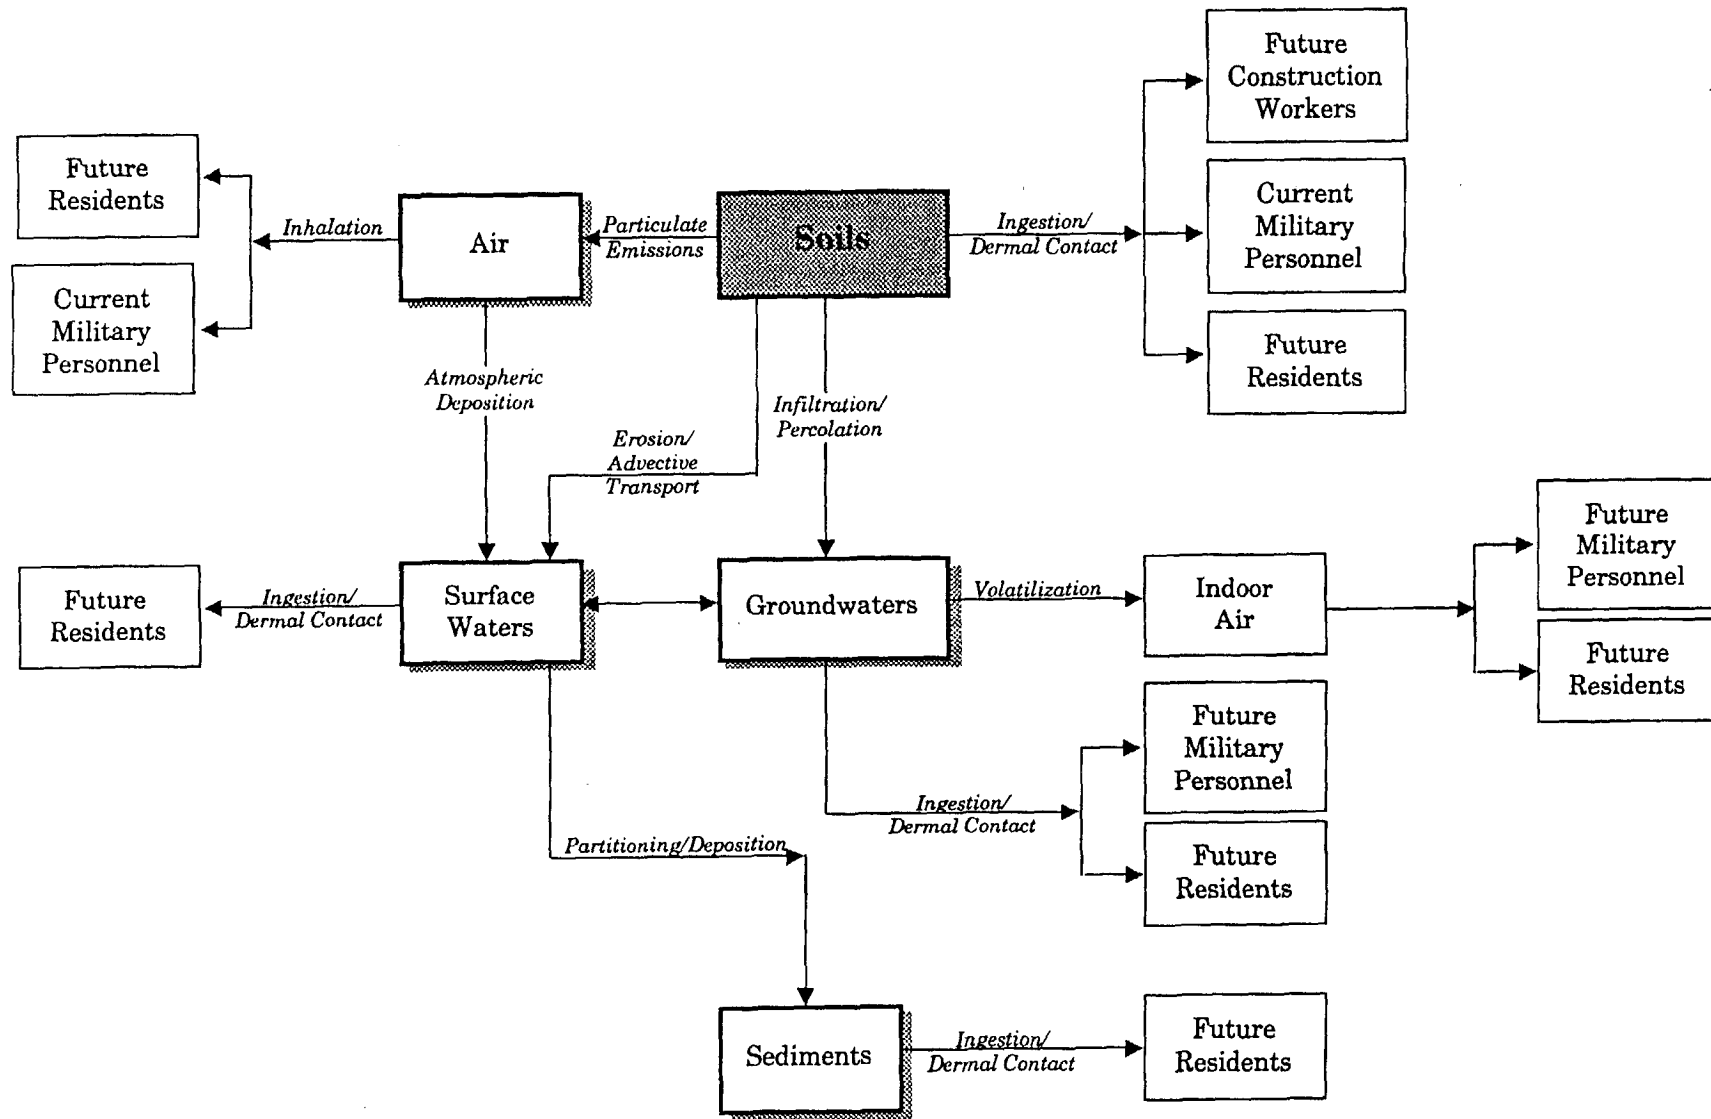 Future
Construction
Workers
Future
Residents
Inhalation
Air
Particulate
Emissions
Soils
Ingestion/
Dermal Contact
Current
Military
Personnel
Current
Military
Personnel
Future
Residents
Atmospheric
Deposition
Infiltration/
Percolation
Erosion/
Advective
Transport
Future
Military
Personnel
Future
Residents
Ingestion/
Dermal Contact
Surface
Waters
Groundwaters
Volatilization
Indoor
Air
Future
Residents
Future
Military
Personnel
Ingestion/
Dermal Contact
Partitioning/Deposition
Future
Residents
Sediments
Ingestion/
Dermal Contact
Future
Residents